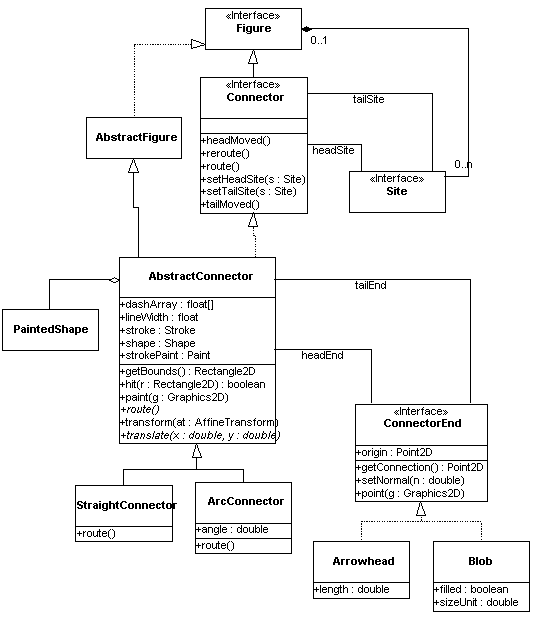 «Interface»
Figure
0..1
«Interface»
Connector
+headMoved()
+reroute()
+route()
+setHeadSite(s : Site)
+setTailSite(s : Site)
+tailMoved()
tailSite
headSite
0..n
«Interface»
Site
AbstractFigure
AbstractConnector
+dashArray : float[]
+lineWidth : float
+stroke : Stroke
+shape : Shape
+strokePaint : Paint
+getBounds() : Rectangle2D
+hit(r : Rectangle2D) : boolean
+paint(g : Graphics2D)
+route()
+transform(at : AffineTransform)
+translate(x : double, y : double)
PaintedShape
tailEnd
headEnd
«Interface»
ConnectorEnd
+origin : Point2D
+getConnection() : Point2D
+setNormal(n : double)
+point(g : Graphics2D)
StraightConnector
+route()
ArcConnector
+angle : double
+route()
Arrowhead
+length : double
Blob
+filled : boolean
+sizeUnit : double